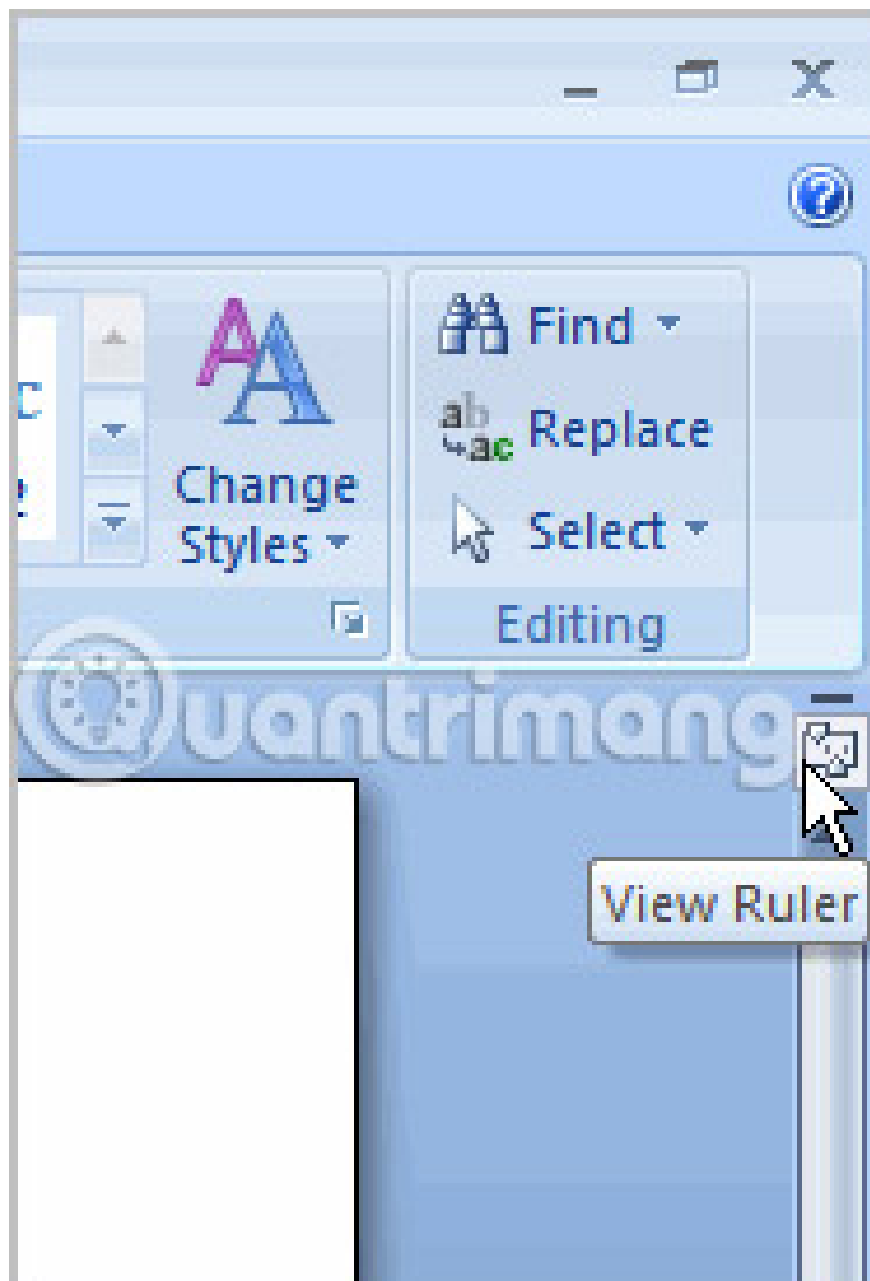 Find
Replace
Change
Styles
Select
Editing
Quantrimang
View Ruler